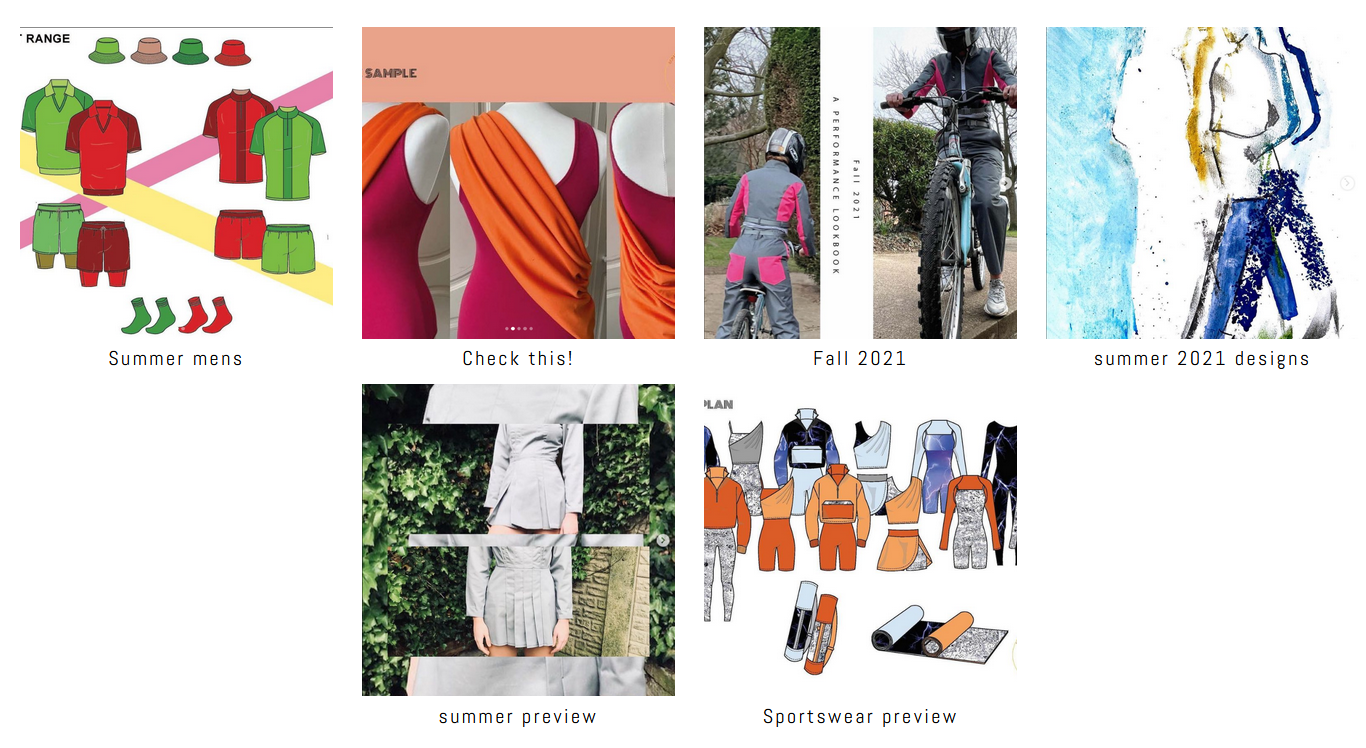 RANGE
SAMPLE
A PERFORMANCE LOOKBOOK
Fall 2021
Summer mens
Check this!
Fall 2021
summer 2021 designs
PLAN
summer preview
Sportswear preview